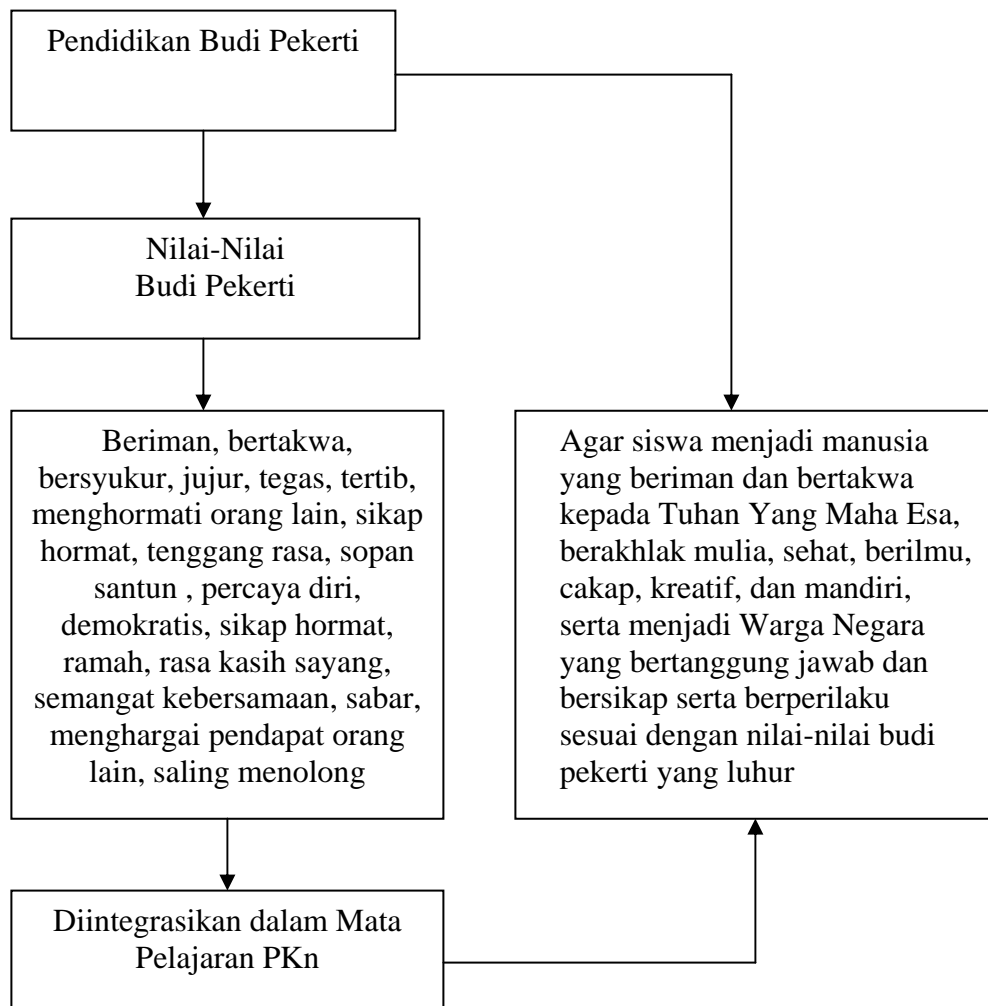 Pendidikan Budi Pekerti
Nilai-Nilai
Budi Pekerti
Beriman, bertakwa,
bersyukur, jujur, tegas, tertib,
menghormati orang lain, sikap
hormat, tenggang rasa, sopan
santun , percaya diri,
demokratis, sikap hormat,
ramah, rasa kasih sayang,
semangat kebersamaan, sabar,
menghargai pendapat orang
lain, saling menolong
Agar siswa menjadi manusia
yang beriman dan bertakwa
kepada Tuhan Yang Maha Esa,
berakhlak mulia, sehat, berilmu,
cakap, kreatif, dan mandiri,
serta menjadi Warga Negara
yang bertanggung jawab dan
bersikap serta berperilaku
sesuai dengan nilai-nilai budi
pekerti yang luhur
Diintegrasikan dalam Mata
Pelajaran PKn